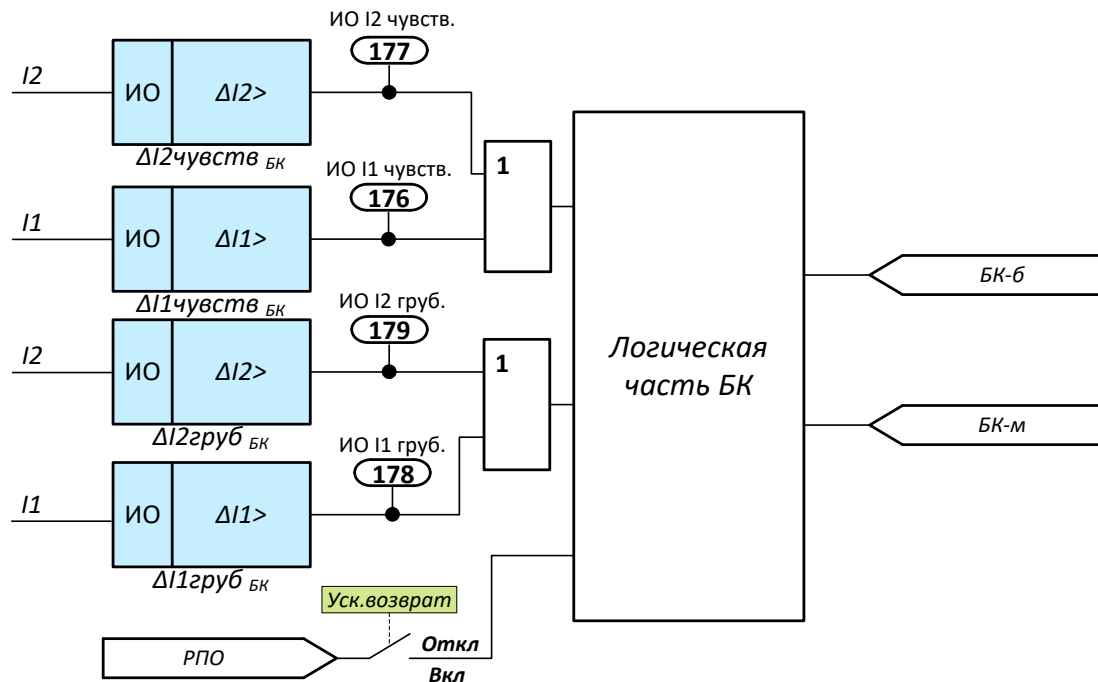 ИО I2 чувств.
177
I2
ИО
ΔI2>
ΔI2чувств БК
ИО I1 чувств.
176
1
I1
ИО
ΔI1>
ΔI1чувств БК
ИО I2 груб.
179
I2
ИО
ΔI2>
1
ΔI2груб БК
ИО I1 груб.
178
I1
ИО
ΔI1>
ΔI1груб БК
Логическая
часть БК
БК-б
БК-м
Уск.возврат
РПО
Откл
Вкл